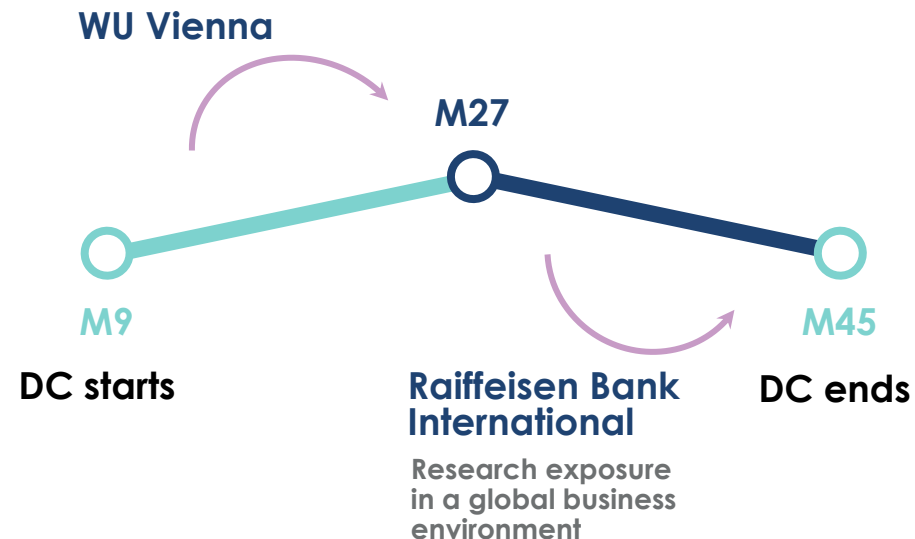 WU Vienna
M27
M9
M45
DC starts
Raiffeisen Bank
International
DC ends
Research exposure
in a global business
environment